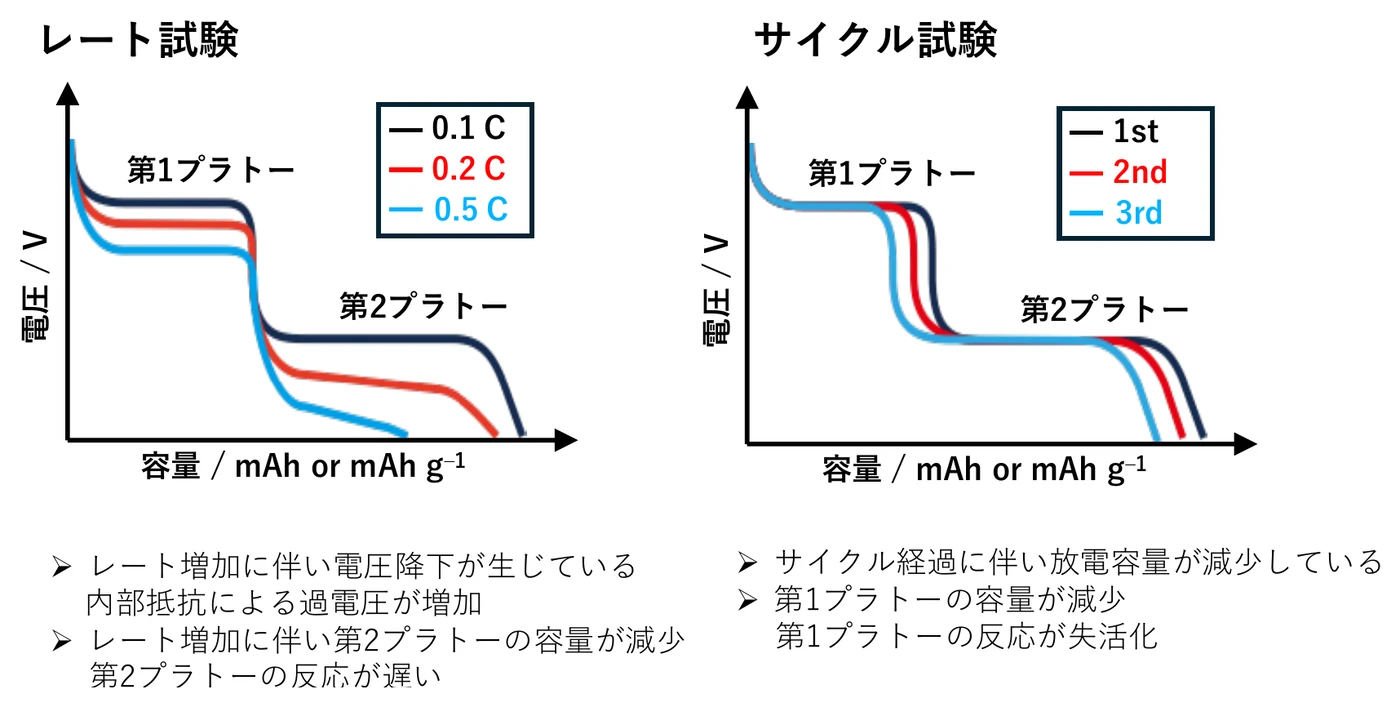 レート試験
0.1 C
0.2 C
0.5 C
第1プラトー
第2プラトー
電圧 / V
容量 / mAh or mAh g⁻¹
➢ レート増加に伴い電圧降下が生じている
内部抵抗による過電圧が増加
➢ レート増加に伴い第2プラトーの容量が減少
第2プラトーの反応が遅い
サイクル試験
1st
2nd
3rd
第1プラトー
第2プラトー
電圧 / V
容量 / mAh or mAh g⁻¹
➢ サイクル経過に伴い放電容量が減少している
➢ 第1プラトーの容量が減少
第1プラトーの反応が失活化